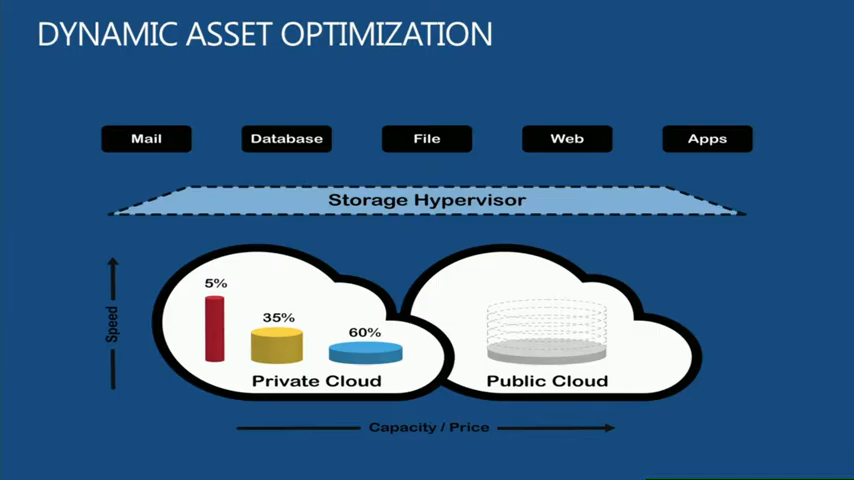 DYNAMIC ASSET OPTIMIZATION
Mail
Database
File
Web
Apps
Storage Hypervisor
Speed
5%
35%
60%
Private Cloud
Public Cloud
Capacity / Price